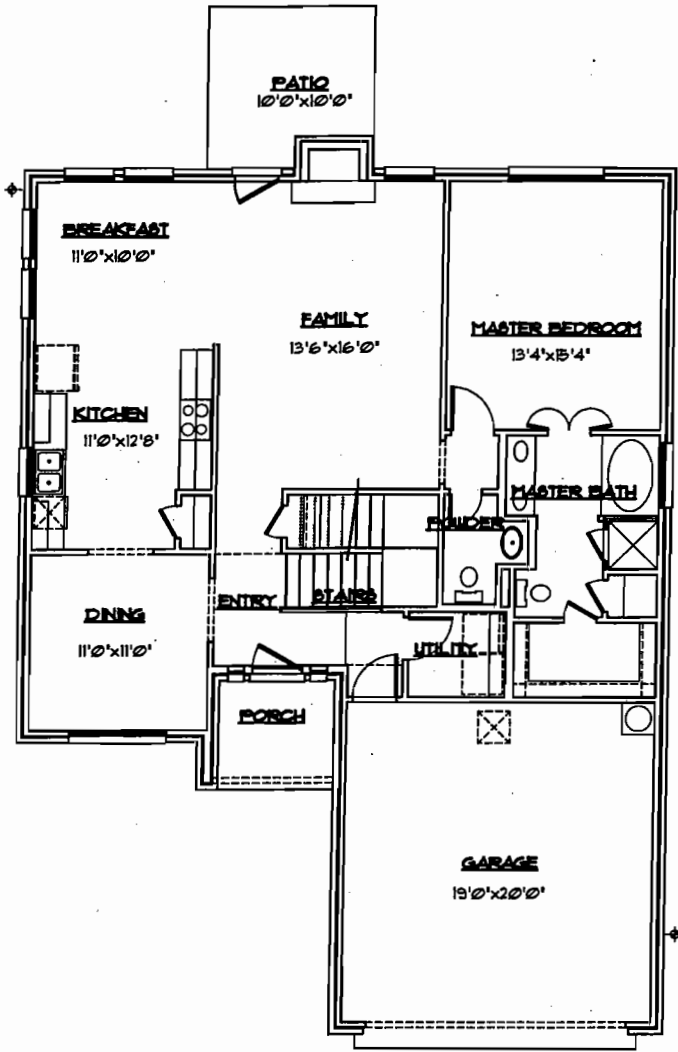 PATIO
10'0"x10'0"
BREAKFAST
11'0"x10'0"
FAMILY
13'6"x16'0"
MASTER BEDROOM
13'4"x15'4"
KITCHEN
11'0"x12'8"
MASTER BATH
POWDER
ENTRY
STAIRS
DINING
11'0"x11'0"
UTILITY
PORCH
GARAGE
19'0"x20'0"